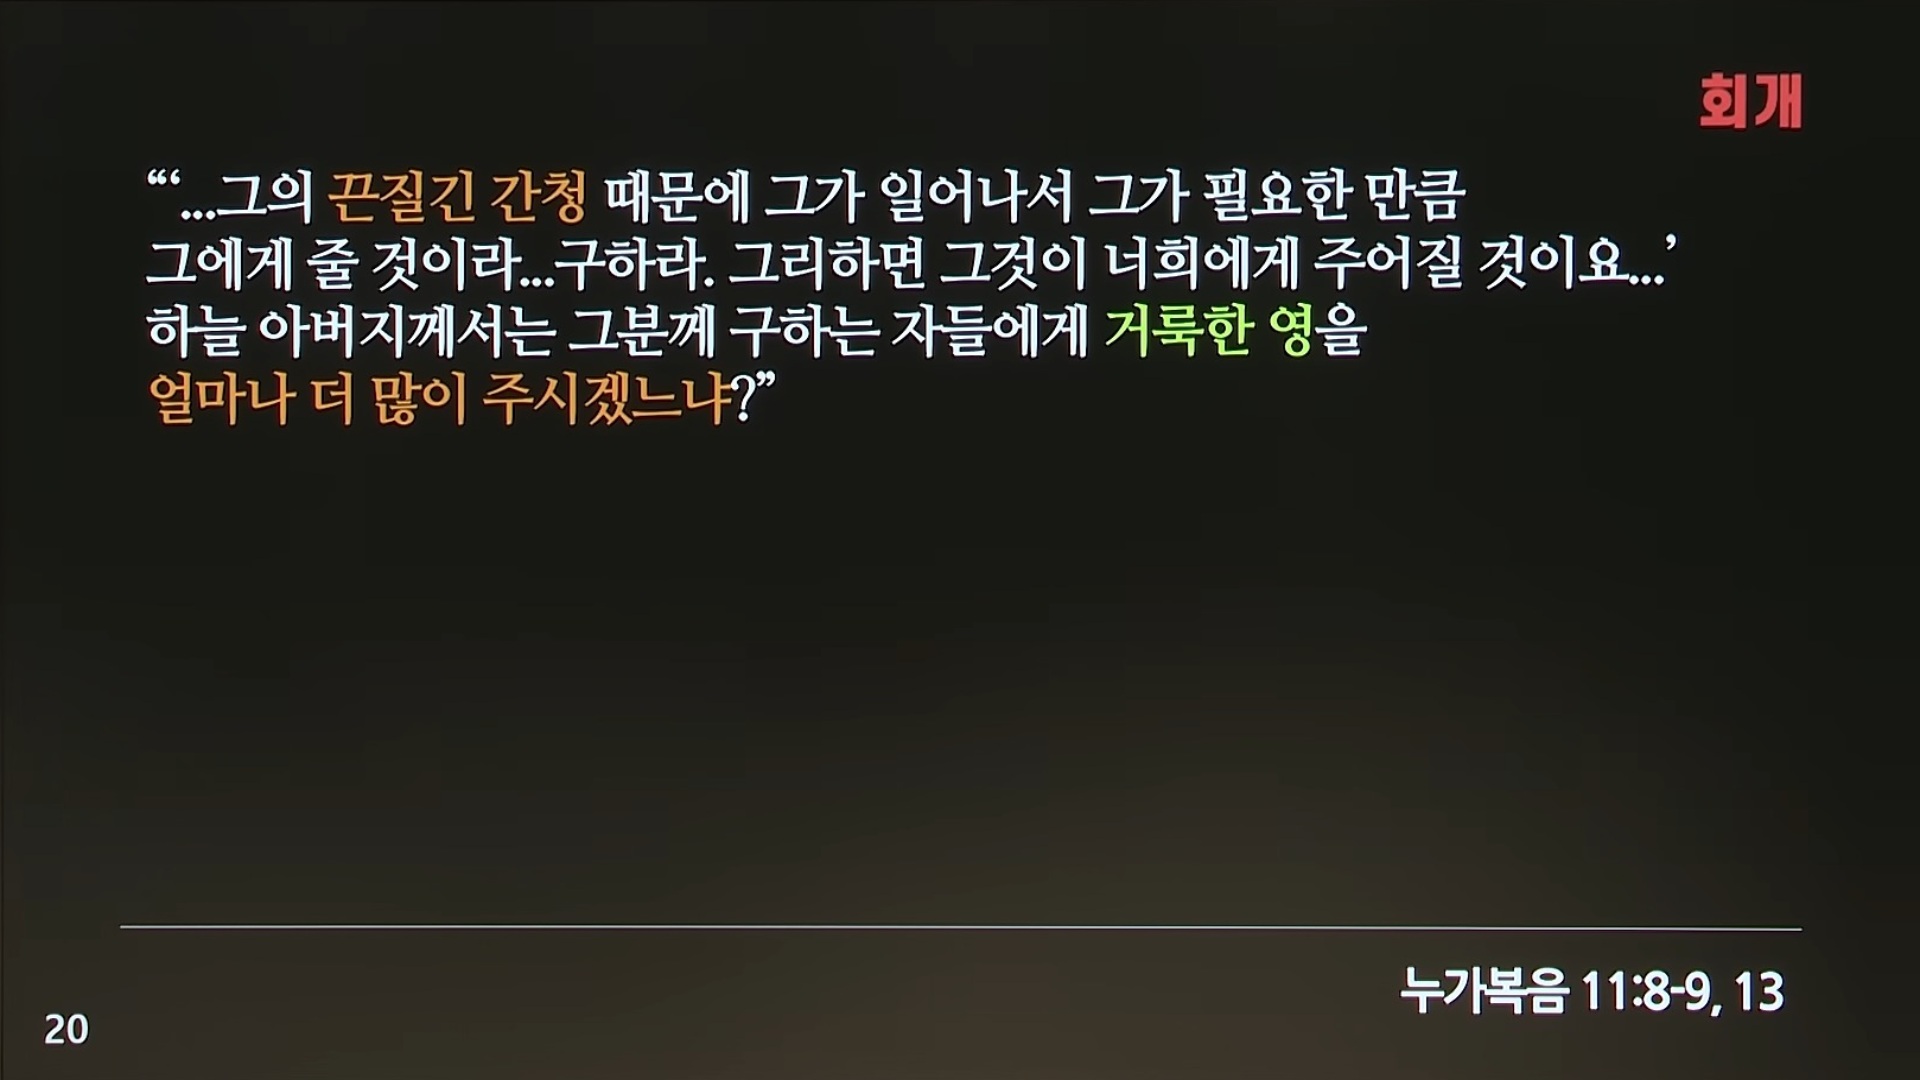 회개
“‘...그의 끈질긴 간청 때문에 그가 일어나서 그가 필요한 만큼
그에게 줄 것이라...구하라. 그리하면 그것이 너희에게 주어질 것이요...’
하늘 아버지께서는 그분께 구하는 자들에게 거룩한 영을
얼마나 더 많이 주시겠느냐?”
누가복음 11:8-9, 13
20